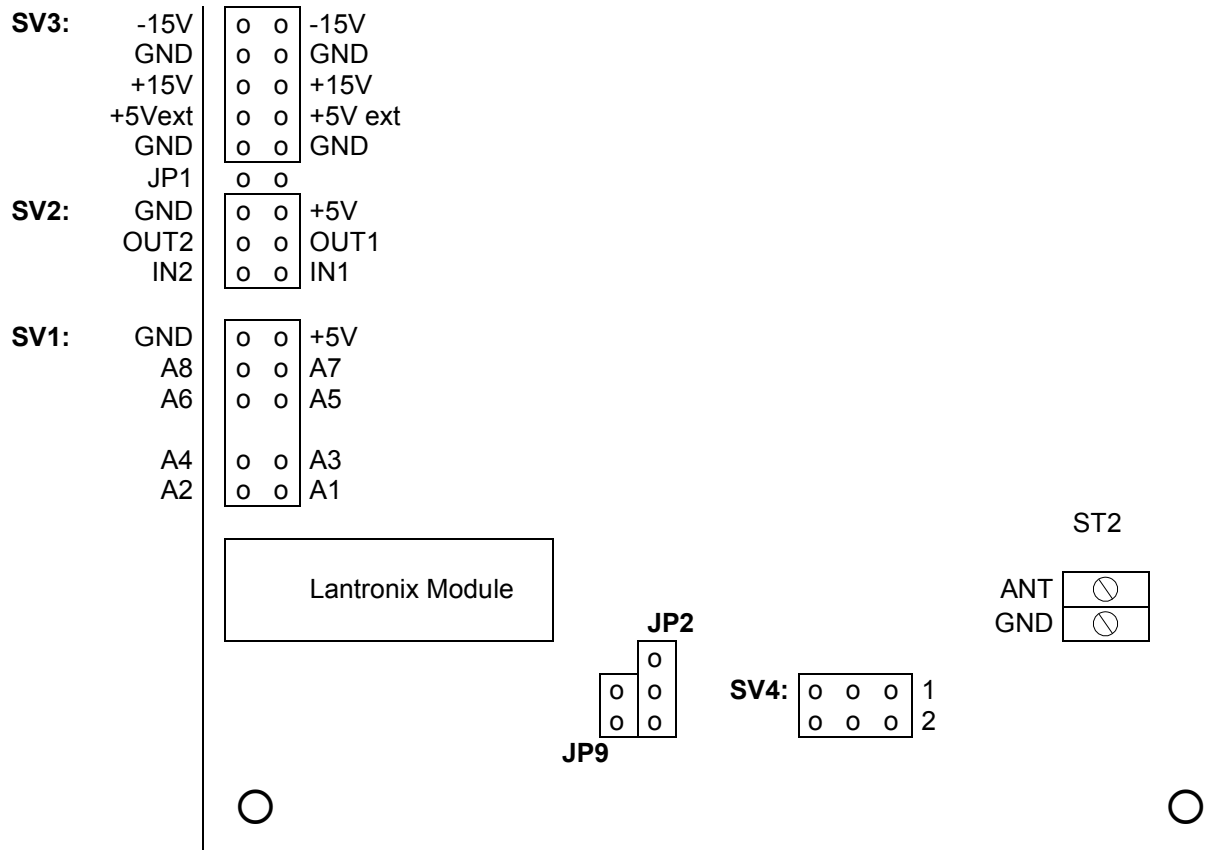 SV3: -15V o o -15V
GND o o GND
+15V o o +15V
+5Vext o o +5V ext
GND o o GND
JP1 o o
SV2: GND o o +5V
OUT2 o o OUT1
IN2 o o IN1
SV1: GND o o +5V
A8 o o A7
A6 o o A5
A4 o o A3
A2 o o A1
ST2
Lantronix Module
ANT
GND
JP2
o
o o
o o
JP9
SV4: o o o 1
o o o 2